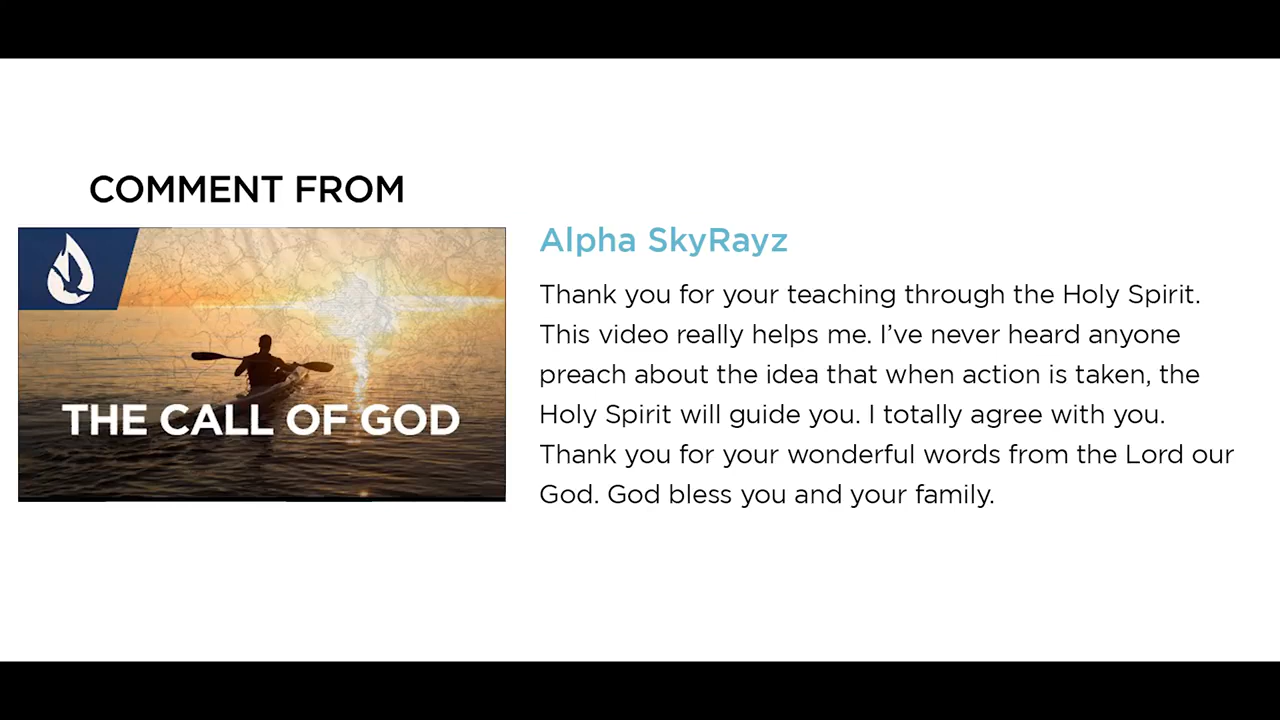 COMMENT FROM
THE CALL OF GOD
Alpha SkyRayz
Thank you for your teaching through the Holy Spirit.
This video really helps me. I’ve never heard anyone
preach about the idea that when action is taken, the
Holy Spirit will guide you. I totally agree with you.
Thank you for your wonderful words from the Lord our
God. God bless you and your family.